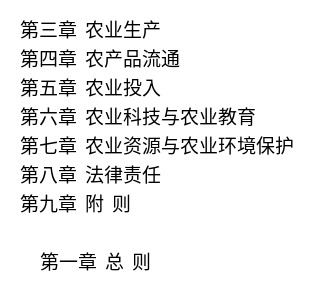 第三章 农业生产
第四章 农产品流通
第五章 农业投入
第六章 农业科技与农业教育
第七章 农业资源与农业环境保护
第八章 法律责任
第九章 附 则
第一章 总 则